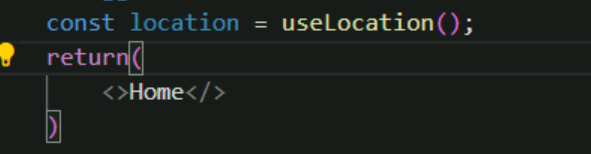 const location = useLocation();
return(
<>Home</>
)